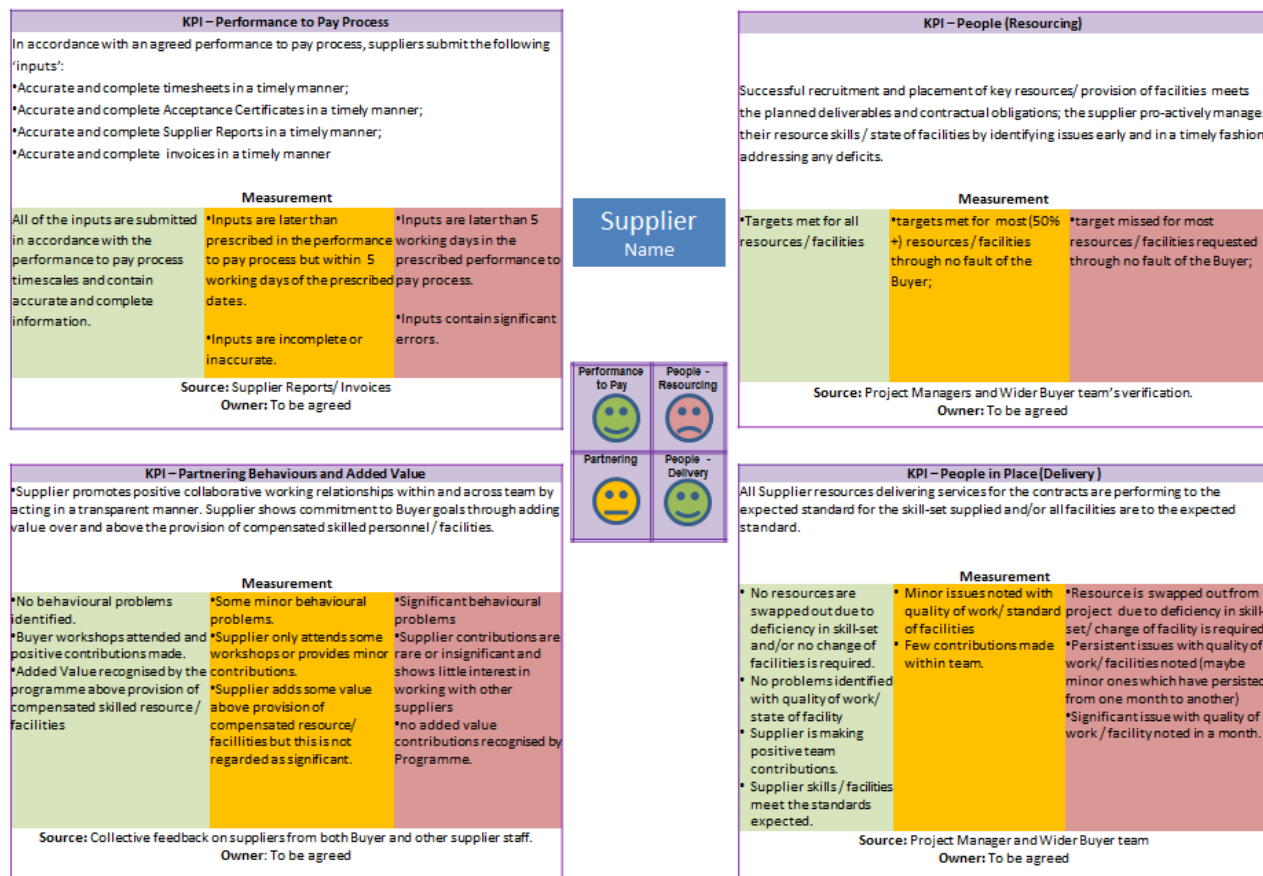 KPI – Performance to Pay Process
In accordance with an agreed performance to pay process, suppliers submit the following
‘inputs’:
•Accurate and complete timesheets in a timely manner;
•Accurate and complete Acceptance Certificates in a timely manner;
•Accurate and complete Supplier Reports in a timely manner;
•Accurate and complete invoices in a timely manner
Measurement
All of the inputs are submitted
in accordance with the
performance to pay process
timescales and contain
accurate and complete
information.
•Inputs are later than
prescribed in the performance
to pay process but within 5
working days of the prescribed
dates.
•Inputs are incomplete or
inaccurate.
•Inputs are later than 5
working days in the
prescribed performance to
pay process.
•Inputs contain significant
errors.
Source: Supplier Reports/ Invoices
Owner: To be agreed
KPI – People (Resourcing)
Successful recruitment and placement of key resources/ provision of facilities meets
the planned deliverables and contractual obligations; the supplier pro-actively manages
their resource skills / state of facilities by identifying issues early and in a timely fashion
addressing any deficits.
Measurement
•Targets met for all
resources / facilities
•targets met for most (50%
+) resources / facilities
through no fault of the
Buyer;
•target missed for most
resources / facilities requested
through no fault of the Buyer;
Source: Project Managers and Wider Buyer team’s verification.
Owner: To be agreed
Supplier
Name
Performance
to Pay
People -
Resourcing
Partnering
People -
Delivery
KPI – Partnering Behaviours and Added Value
•Supplier promotes positive collaborative working relationships within and across team by
acting in a transparent manner. Supplier shows commitment to Buyer goals through adding
value over and above the provision of compensated skilled personnel / facilities.
Measurement
•No behavioural problems
identified.
•Buyer workshops attended and
positive contributions made.
•Added Value recognised by the
programme above provision of
compensated skilled resource /
facilities
•Some minor behavioural
problems.
•Supplier only attends some
workshops or provides minor
contributions.
•Supplier adds some value
above provision of
compensated resource/
facillities but this is not
regarded as significant.
•Significant behavioural
problems
•Supplier contributions are
rare or insignificant and
shows little interest in
working with other
suppliers
•no added value
contributions recognised by
Programme.
Source: Collective feedback on suppliers from both Buyer and other supplier staff.
Owner: To be agreed
KPI – People in Place (Delivery )
All Supplier resources delivering services for the contracts are performing to the
expected standard for the skill-set supplied and/or all facilities are to the expected
standard.
Measurement
• No resources are
swapped out due to
deficiency in skill-set
and/or no change of
facilities is required.
• No problems identified
with quality of work/
state of facility
• Supplier is making
positive team
contributions.
• Supplier skills / facilities
meet the standards
expected.
• Minor issues noted with
quality of work/ standard
of facilities
• Few contributions made
within team.
•Resource is swapped out from
project due to deficiency in skill-
set/ change of facility is required
•Persistent issues with quality of
work/ facilities noted (maybe
minor ones which have persisted
from one month to another)
•Significant issue with quality of
work / facility noted in a month.
Source: Project Manager and Wider Buyer team
Owner: To be agreed